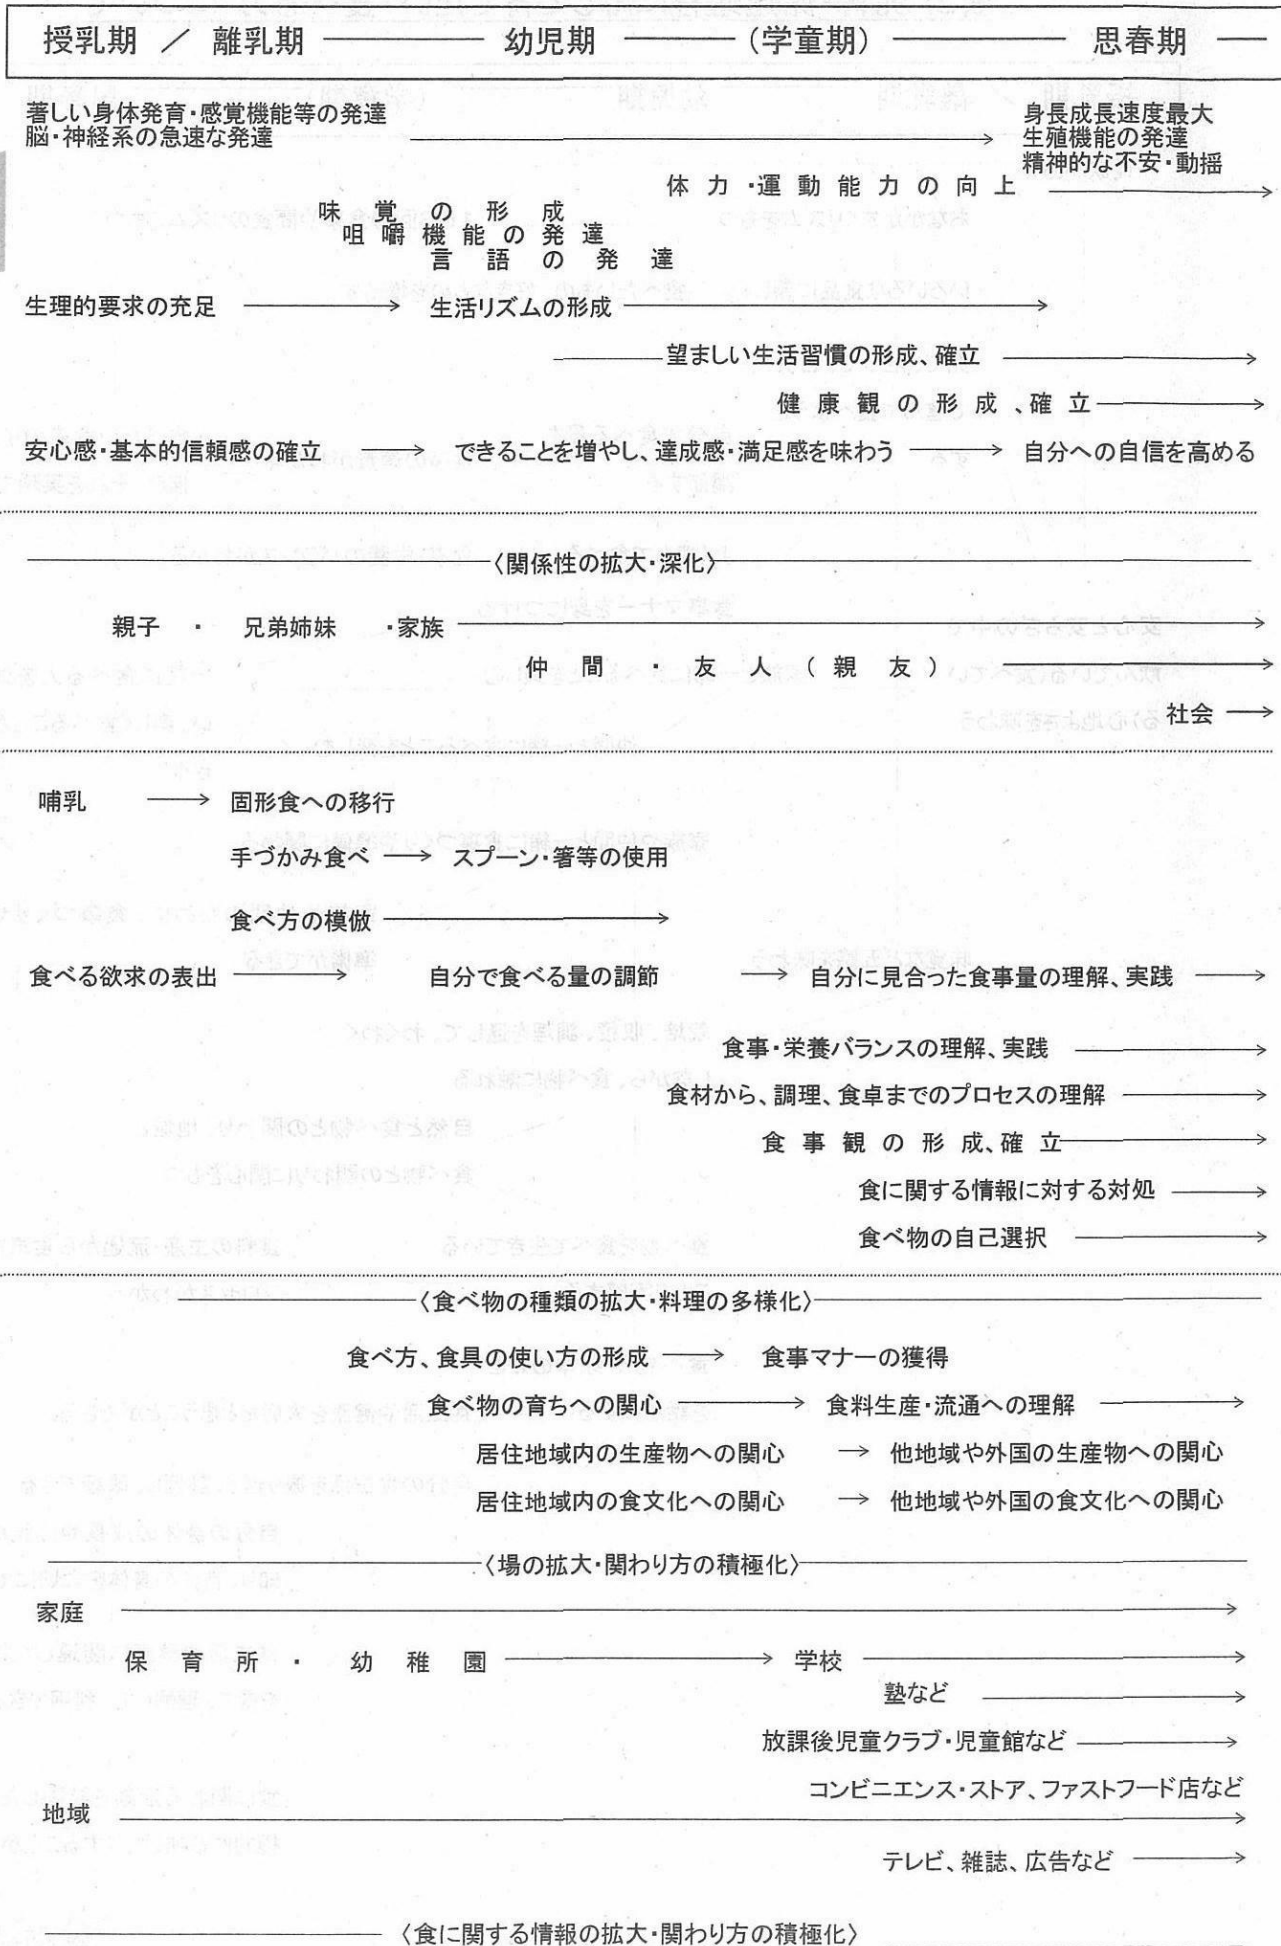 授乳期 / 離乳期 ── 幼児期 ── (学童期) ── 思春期 ──
著しい身体発育・感覚機能等の発達
脳・神経系の急速な発達 → 身長成長速度最大
生殖機能の発達
精神的な不安・動揺
体力・運動能力の向上 →
味覚の形成
咀嚼機能の発達
言語の発達
生理的要求の充足 → 生活リズムの形成 →
望ましい生活習慣の形成、確立 →
健康観の形成、確立 →
安心感・基本的信頼感の確立 → できることを増やし、達成感・満足感を味わう → 自分への自信を高める
〈関係性の拡大・深化〉
親子 ・ 兄弟姉妹 ・家族 →
仲間・友人(親友) →
社会 →
哺乳 → 固形食への移行
手づかみ食べ → スプーン・箸等の使用
食べ方の模倣 →
食べる欲求の表出 → 自分で食べる量の調節 → 自分に見合った食事量の理解、実践 →
食事・栄養バランスの理解、実践 →
食材から、調理、食卓までのプロセスの理解 →
食事観の形成、確立 →
食に関する情報に対する対処 →
食べ物の自己選択 →
〈食べ物の種類の拡大・料理の多様化〉
食べ方、食具の使い方の形成 → 食事マナーの獲得
食べ物の育ちへの関心 → 食料生産・流通への理解 →
居住地域内の生産物への関心 → 他地域や外国の生産物への関心
居住地域内の食文化への関心 → 他地域や外国の食文化への関心
〈場の拡大・関わり方の積極化〉
家庭 →
保育所・幼稚園 → 学校 →
塾など →
放課後児童クラブ・児童館など →
コンビニエンス・ストア、ファストフード店など
地域 →
テレビ、雑誌、広告など →
〈食に関する情報の拡大・関わり方の積極化〉